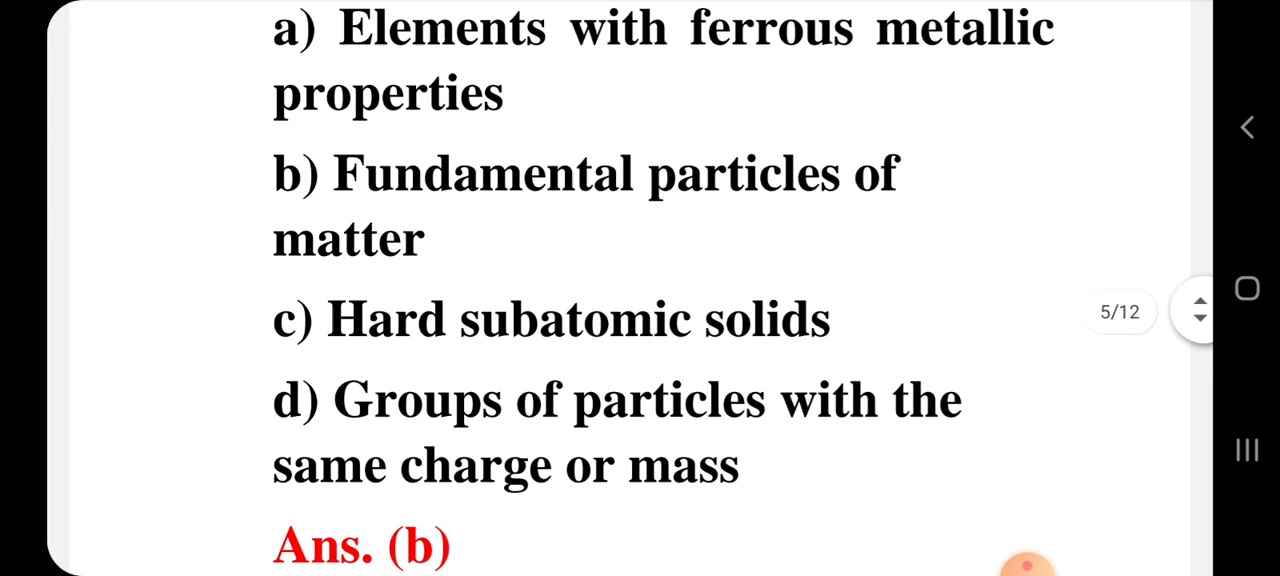 a) Elements with ferrous metallic
properties
b) Fundamental particles of
matter
c) Hard subatomic solids
5/12
d) Groups of particles with the
same charge or mass
Ans. (b)